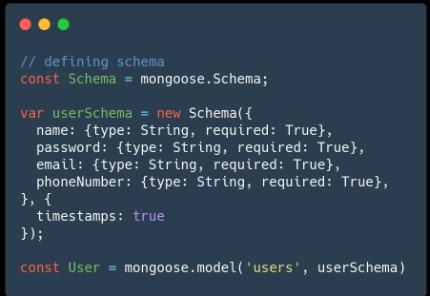 // defining schema
const Schema = mongoose.Schema;
var userSchema = new Schema({
name: {type: String, required: True},
password: {type: String, required: True},
email: {type: String, required: True},
phoneNumber: {type: String, required: True},
}, {
timestamps: true
});
const User = mongoose.model('users', userSchema)